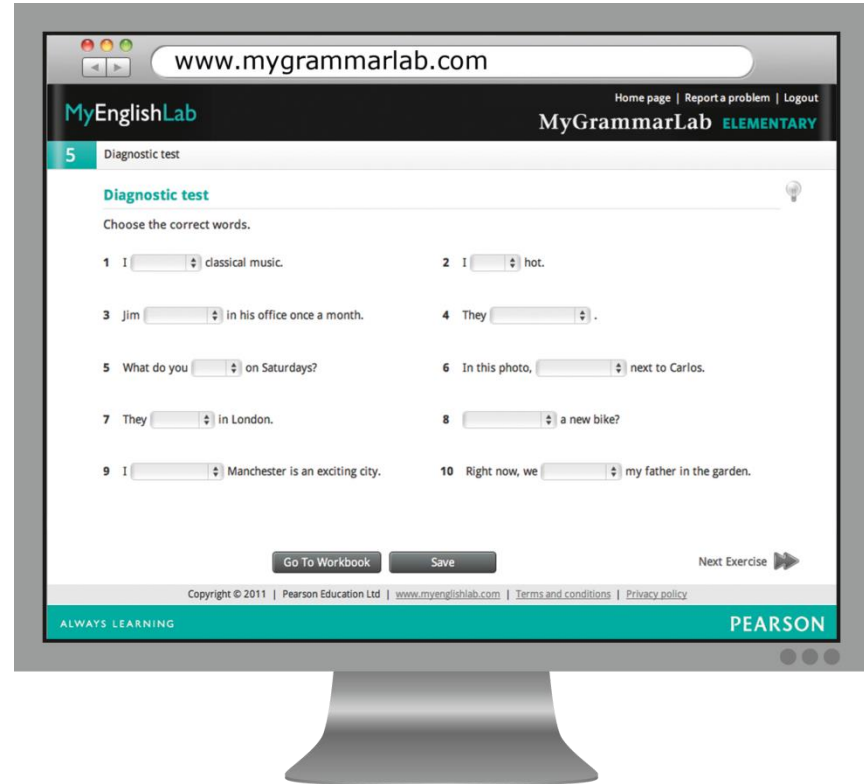 www.mygrammarlab.com
Home page | Report a problem | Logout
MyEnglishLab
MyGrammarLab ELEMENTARY
5 Diagnostic test
Diagnostic test
Choose the correct words.
1 I classical music.
2 I hot.
3 Jim in his office once a month.
4 They .
5 What do you on Saturdays?
6 In this photo, next to Carlos.
7 They in London.
8 a new bike?
9 I Manchester is an exciting city.
10 Right now, we my father in the garden.
Go To Workbook Save Next Exercise
Copyright © 2011 | Pearson Education Ltd | www.myenglishlab.com | Terms and conditions | Privacy policy
ALWAYS LEARNING PEARSON